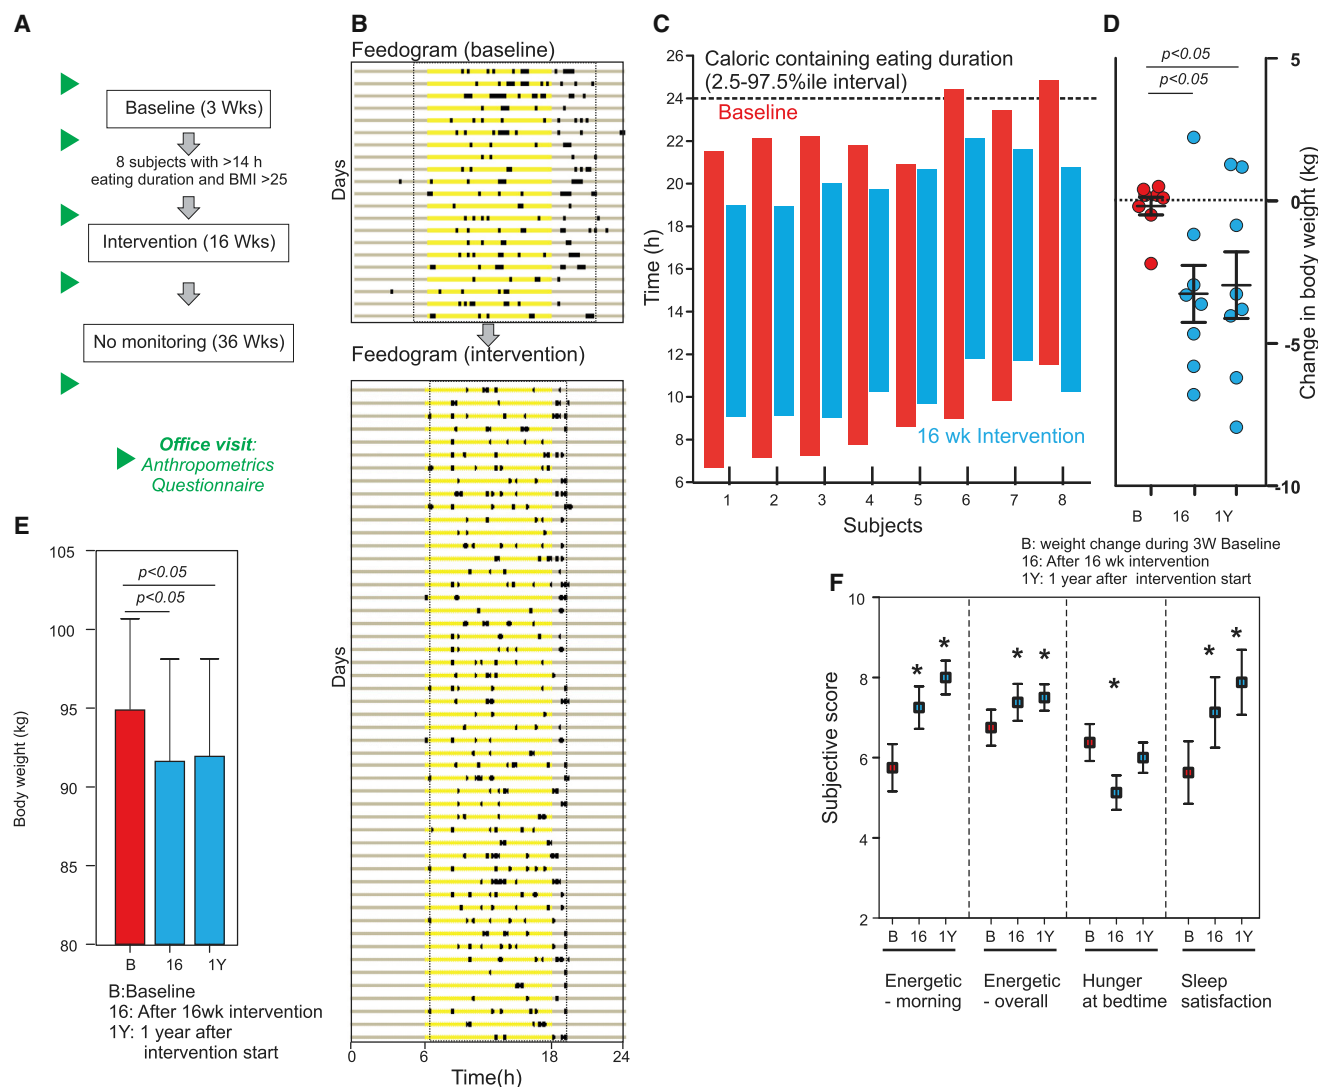 A
Baseline (3 Wks)
8 subjects with >14 h
eating duration and BMI >25
Intervention (16 Wks)
No monitoring (36 Wks)
Office visit:
Anthropometrics
Questionnaire
B
Feedogram (baseline)
Days
Feedogram (intervention)
Days
0 6 18 24
Time(h)
C
Caloric containing eating duration
(2.5-97.5%ile interval)
Baseline
16 wk Intervention
Time (h)
26
24
22
20
18
16
14
12
10
8
6
1 2 3 4 5 6 7 8
Subjects
D
p<0.05
p<0.05
5
0
-5
-10
Change in body weight (kg)
B 16 1Y
B: weight change during 3W Baseline
16: After 16 wk intervention
1Y: 1 year after intervention start
E
105
100
95
90
85
80
Body weight (kg)
p<0.05
p<0.05
B 16 1Y
B:Baseline
16: After 16wk intervention
1Y: 1 year after
intervention start
F
10
8
6
4
2
Subjective score
* * * * * * *
B 16 1Y B 16 1Y B 16 1Y B 16 1Y
Energetic
- morning
Energetic
- overall
Hunger
at bedtime
Sleep
satisfaction